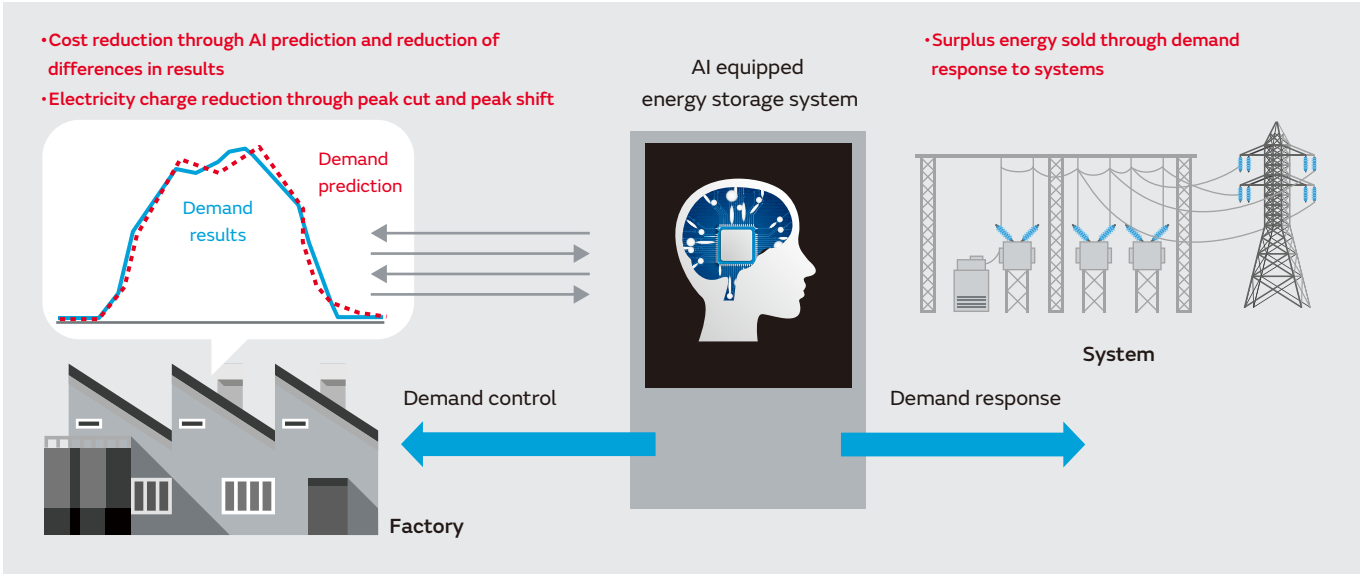 •Cost reduction through AI prediction and reduction of
differences in results
•Electricity charge reduction through peak cut and peak shift
Demand
prediction
Demand
results
AI equipped
energy storage system
•Surplus energy sold through demand
response to systems
System
Demand control
Demand response
Factory